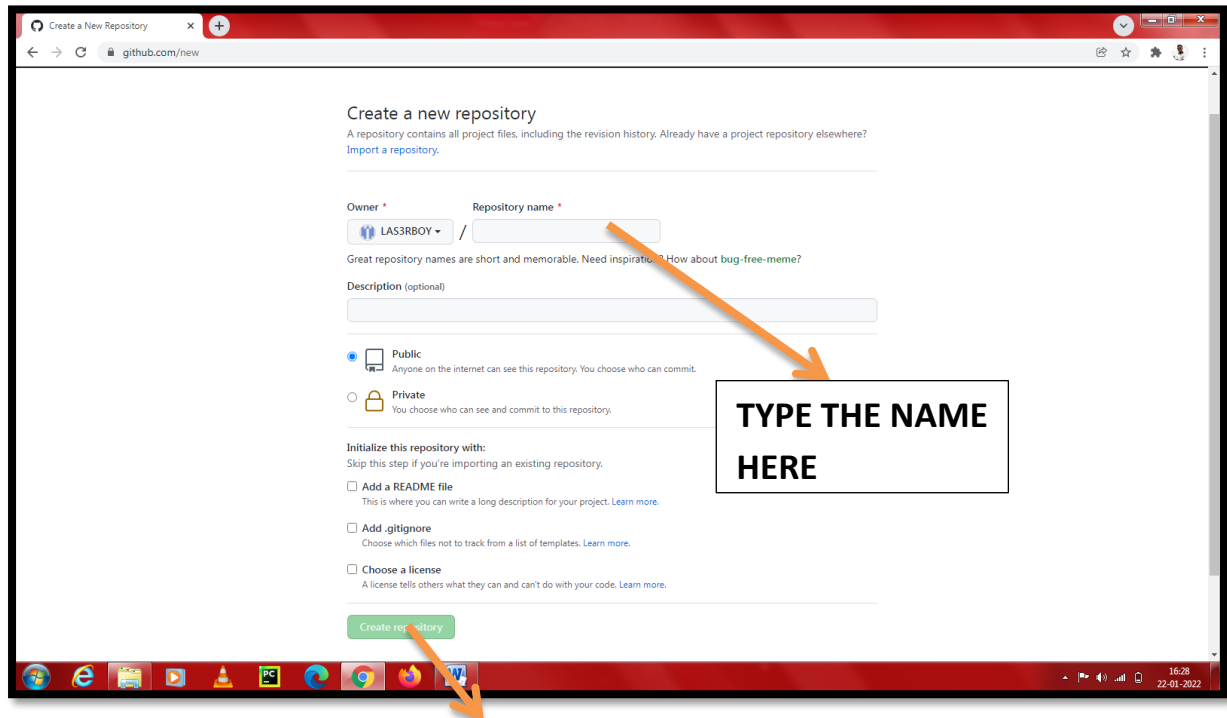 Create a New Repository
github.com/new
Create a new repository
A repository contains all project files, including the revision history. Already have a project repository elsewhere?
Import a repository.
Owner * Repository name *
LAS3RBOY /
Great repository names are short and memorable. Need inspiration? How about bug-free-meme?
Description (optional)
Public
Anyone on the internet can see this repository. You choose who can commit.
Private
You choose who can see and commit to this repository.
TYPE THE NAME
HERE
Initialize this repository with:
Skip this step if you're importing an existing repository.
Add a README file
This is where you can write a long description for your project. Learn more.
Add .gitignore
Choose which files not to track from a list of templates. Learn more.
Choose a license
A license tells others what they can and can't do with your code. Learn more.
Create repository
PC
W
16:28
22-01-2022